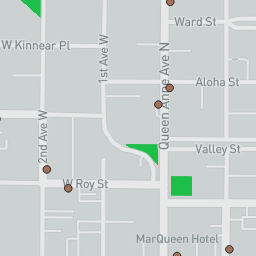 Ward St
W Kinnear Pl
1st Ave W
Queen Anne Ave N
Aloha St
2nd Ave W
Valley St
W Roy St
MarQueen Hotel